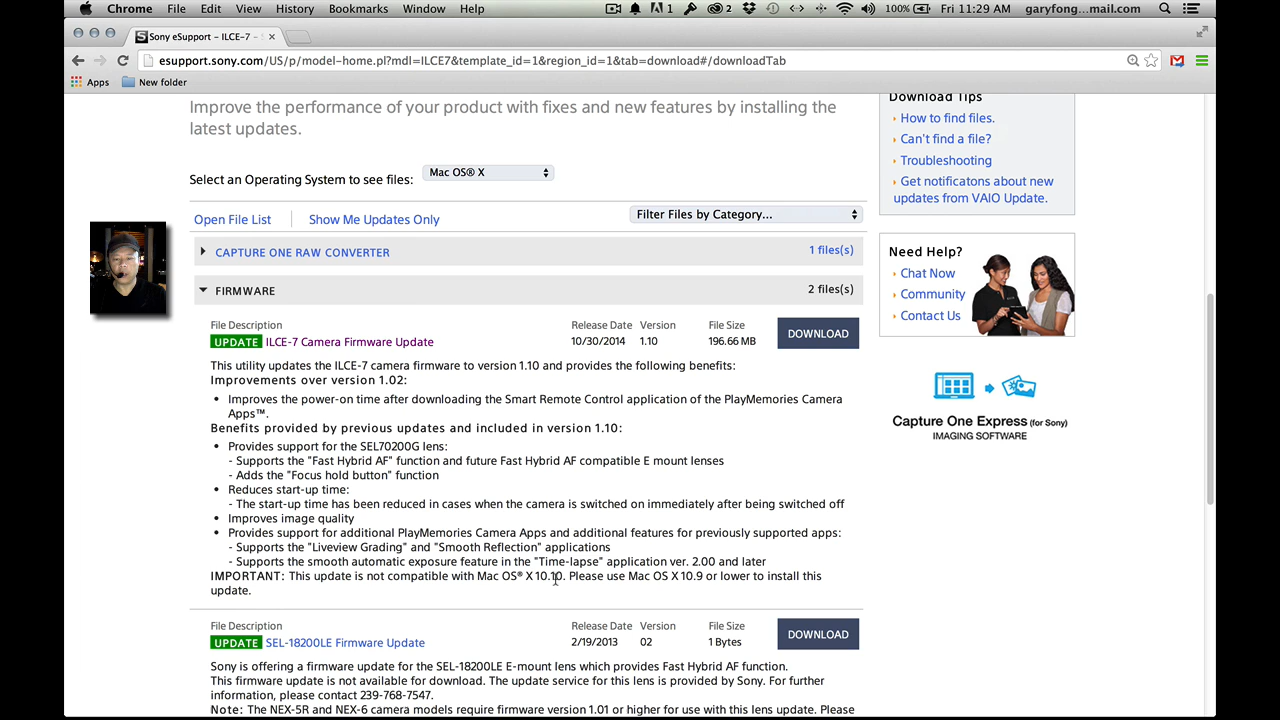 Chrome File Edit View History Bookmarks Window Help 1 2 100% Fri 11:29 AM garyfong...mail.com
S Sony eSupport – ILCE-7 – ×
esupport.sony.com/US/p/model-home.pl?mdl=ILCE7&template_id=1&region_id=1&tab=download#/downloadTab
Apps New folder
Improve the performance of your product with fixes and new features by installing the
latest updates.
Select an Operating System to see files: Mac OS® X
Open File List Show Me Updates Only Filter Files by Category...
CAPTURE ONE RAW CONVERTER 1 files(s)
FIRMWARE 2 files(s)
File Description Release Date Version File Size DOWNLOAD
UPDATE ILCE-7 Camera Firmware Update 10/30/2014 1.10 196.66 MB
This utility updates the ILCE-7 camera firmware to version 1.10 and provides the following benefits:
Improvements over version 1.02:
• Improves the power-on time after downloading the Smart Remote Control application of the PlayMemories Camera
Apps™.
Benefits provided by previous updates and included in version 1.10:
• Provides support for the SEL70200G lens:
- Supports the "Fast Hybrid AF" function and future Fast Hybrid AF compatible E mount lenses
- Adds the "Focus hold button" function
• Reduces start-up time:
- The start-up time has been reduced in cases when the camera is switched on immediately after being switched off
• Improves image quality
• Provides support for additional PlayMemories Camera Apps and additional features for previously supported apps:
- Supports the "Liveview Grading" and "Smooth Reflection" applications
- Supports the smooth automatic exposure feature in the "Time-lapse" application ver. 2.00 and later
IMPORTANT: This update is not compatible with Mac OS® X 10.10. Please use Mac OS X 10.9 or lower to install this
update.
File Description Release Date Version File Size DOWNLOAD
UPDATE SEL-18200LE Firmware Update 2/19/2013 02 1 Bytes
Sony is offering a firmware update for the SEL-18200LE E-mount lens which provides Fast Hybrid AF function.
This firmware update is not available for download. The update service for this lens is provided by Sony. For further
information, please contact 239-768-7547.
Note: The NEX-5R and NEX-6 camera models require firmware version 1.01 or higher for use with this lens update. Please
Download Tips
How to find files.
Can't find a file?
Troubleshooting
Get notificatons about new
updates from VAIO Update.
Need Help?
Chat Now
Community
Contact Us
Capture One Express (for Sony)
IMAGING SOFTWARE